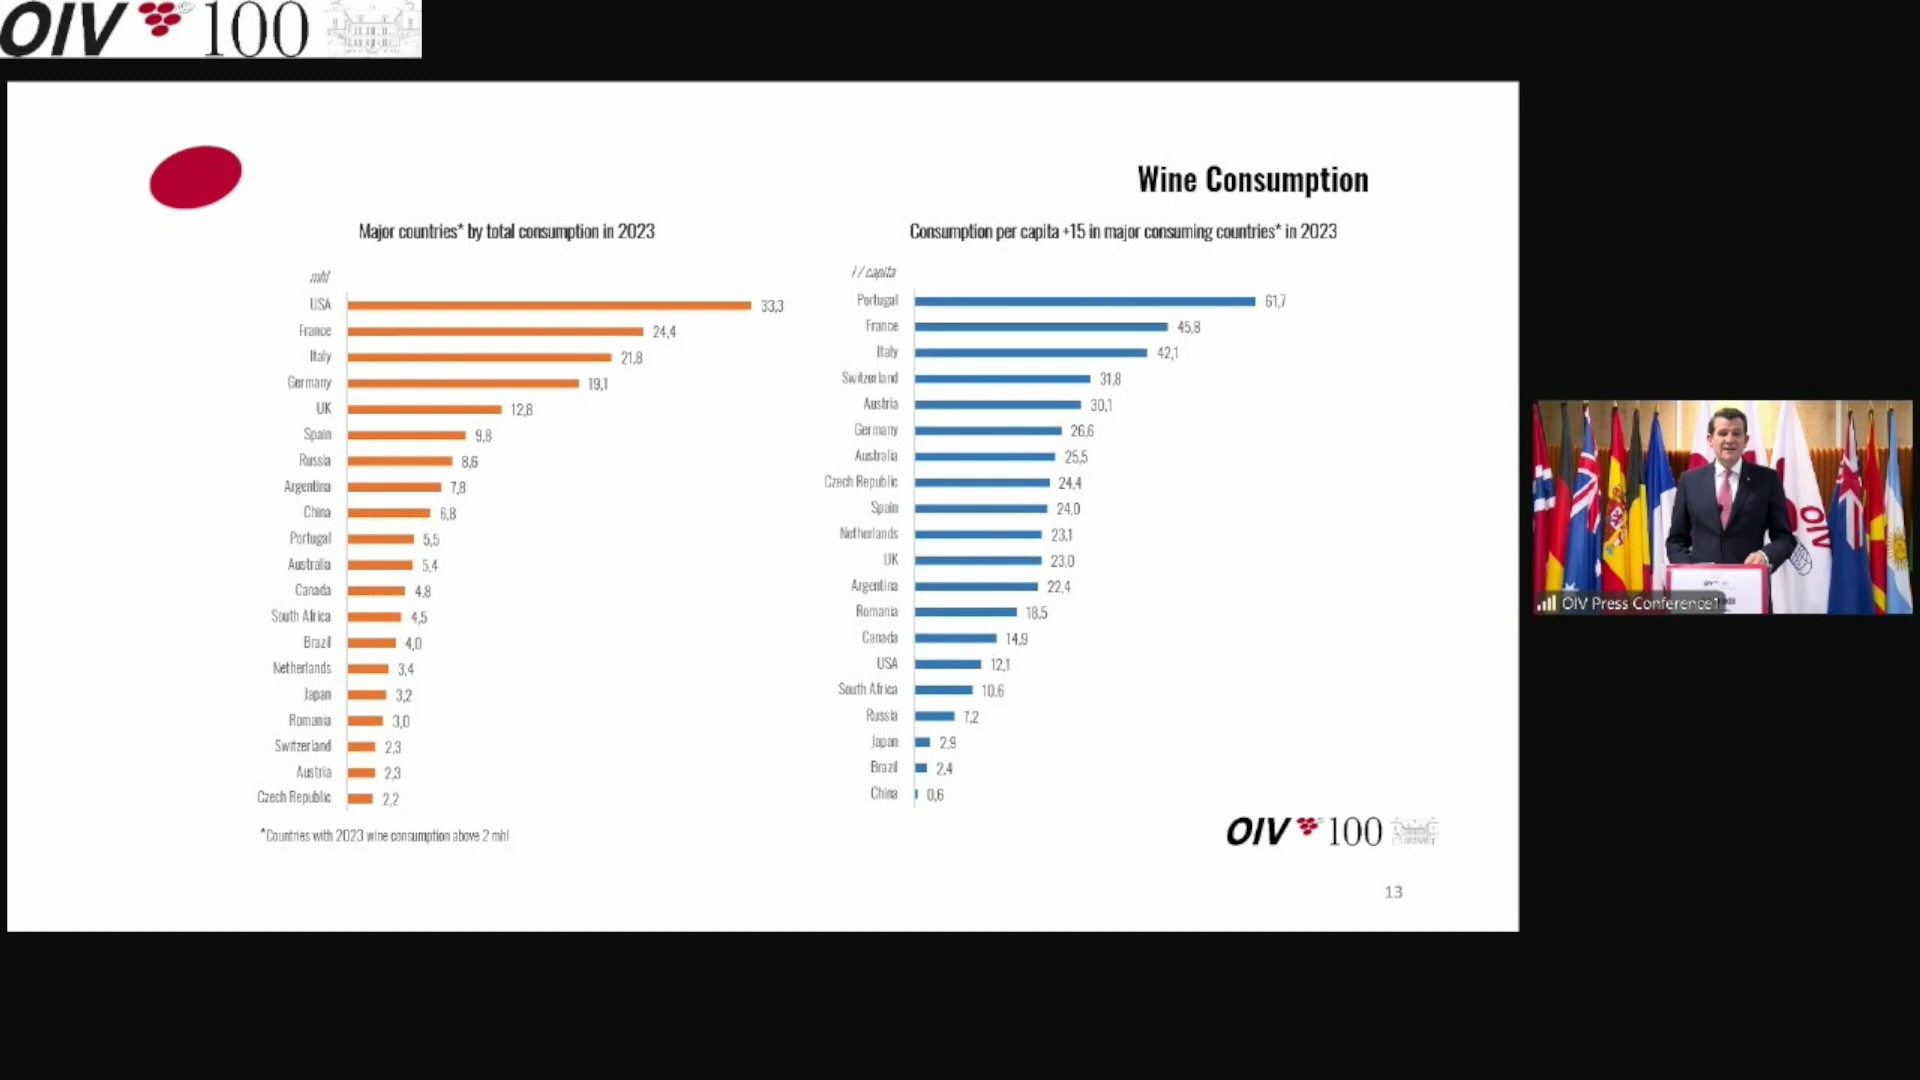 OIV 100
Wine Consumption
Major countries* by total consumption in 2023
mhl
USA 33,3
France 24,4
Italy 21,8
Germany 19,1
UK 12,8
Spain 9,8
Russia 8,6
Argentina 7,8
China 6,8
Portugal 5,5
Australia 5,4
Canada 4,8
South Africa 4,5
Brazil 4,0
Netherlands 3,4
Japan 3,2
Romania 3,0
Switzerland 2,3
Austria 2,3
Czech Republic 2,2
*Countries with 2023 wine consumption above 2 mhl
Consumption per capita +15 in major consuming countries* in 2023
l / capita
Portugal 61,7
France 45,8
Italy 42,1
Switzerland 31,8
Austria 30,1
Germany 26,6
Australia 25,5
Czech Republic 24,4
Spain 24,0
Netherlands 23,1
UK 23,0
Argentina 22,4
Romania 18,5
Canada 14,9
USA 12,1
South Africa 10,6
Russia 7,2
Japan 2,9
Brazil 2,4
China 0,6
OIV 100
13
OIV
OIV Press Conference1